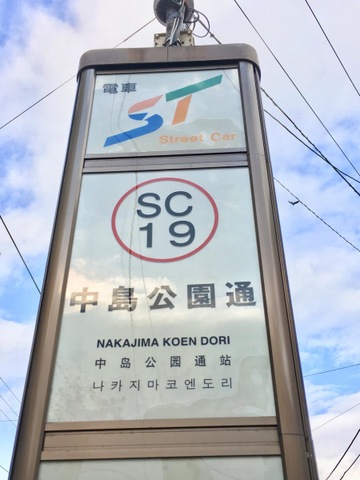 電車
ST
Street Car
SC
19
中島公園通
NAKAJIMA KOEN DORI
中岛公园通站
나카지마코엔도리